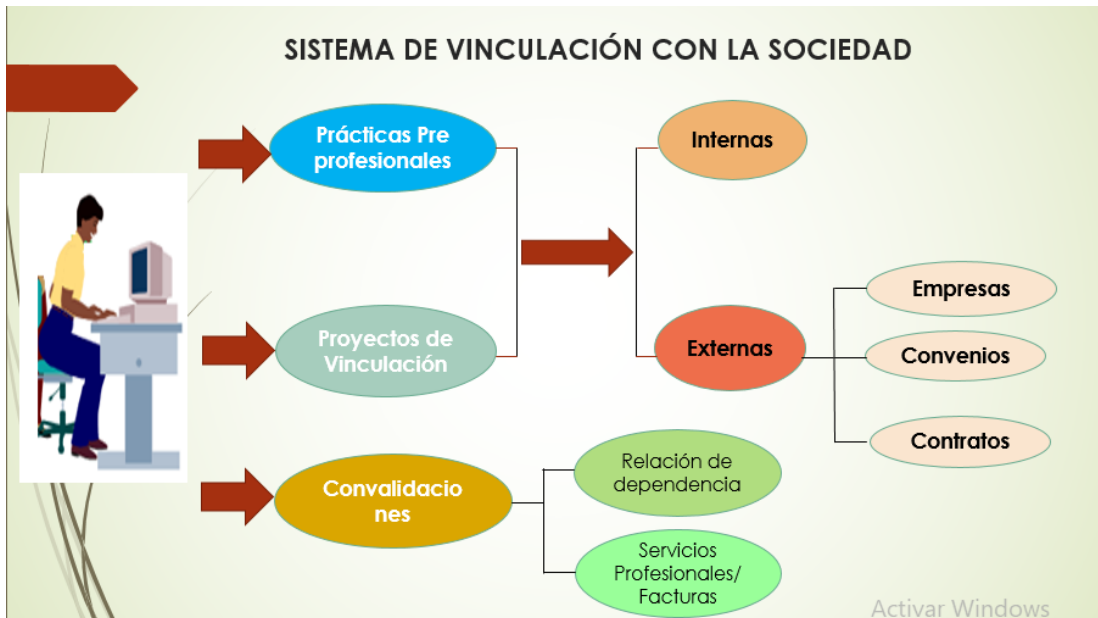 SISTEMA DE VINCULACIÓN CON LA SOCIEDAD
Prácticas Pre
profesionales
Internas
Proyectos de
Vinculación
Externas
Empresas
Convenios
Contratos
Convalidacio
nes
Relación de
dependencia
Servicios
Profesionales/
Facturas
Activar Windows